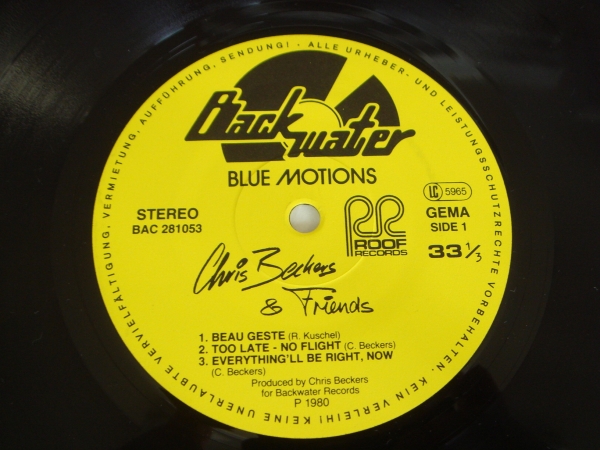 KEINE UNERLAUBTE VERVIELFÄLTIGUNG, VERMIETUNG, AUFFÜHRUNG, SENDUNG! - ALLE URHEBER- UND LEISTUNGSSCHUTZRECHTE VORBEHALTEN. KEIN VERLEIH!
Backwater
BLUE MOTIONS
STEREO
BAC 281053
ROOF
RECORDS
LC 5965
GEMA
SIDE 1
33 1/3
Chris Beckers
& Friends
1. BEAU GESTE (R. Kuschel)
2. TOO LATE - NO FLIGHT (C. Beckers)
3. EVERYTHING'LL BE RIGHT, NOW
(C. Beckers)
Produced by Chris Beckers
for Backwater Records
P 1980